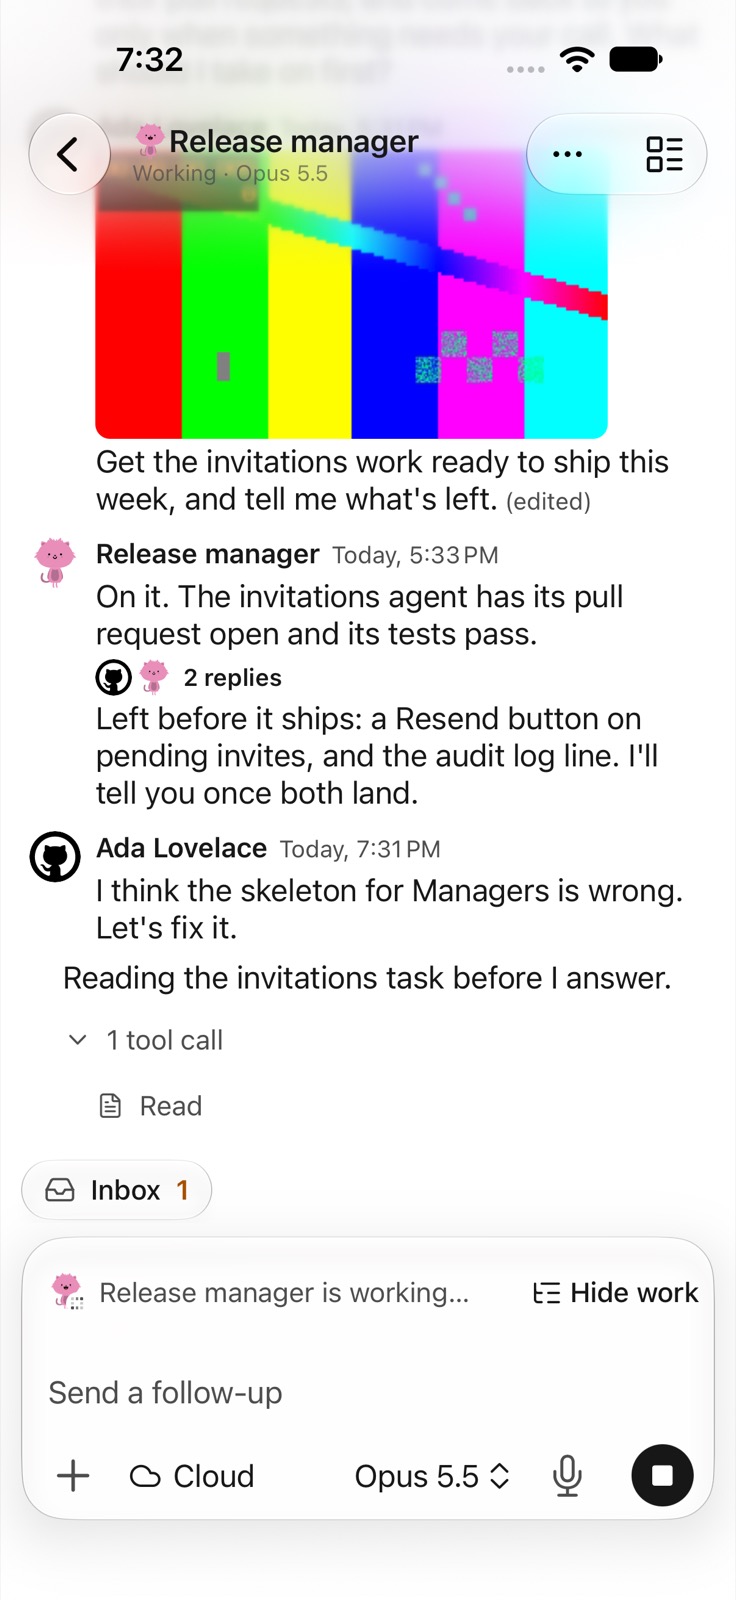 7:32
Release manager
Working · Opus 5.5
Get the invitations work ready to ship this
week, and tell me what's left. (edited)
Release manager Today, 5:33 PM
On it. The invitations agent has its pull
request open and its tests pass.
2 replies
Left before it ships: a Resend button on
pending invites, and the audit log line. I'll
tell you once both land.
Ada Lovelace Today, 7:31 PM
I think the skeleton for Managers is wrong.
Let's fix it.
Reading the invitations task before I answer.
1 tool call
Read
Inbox 1
Release manager is working...
Hide work
Send a follow-up
Cloud
Opus 5.5